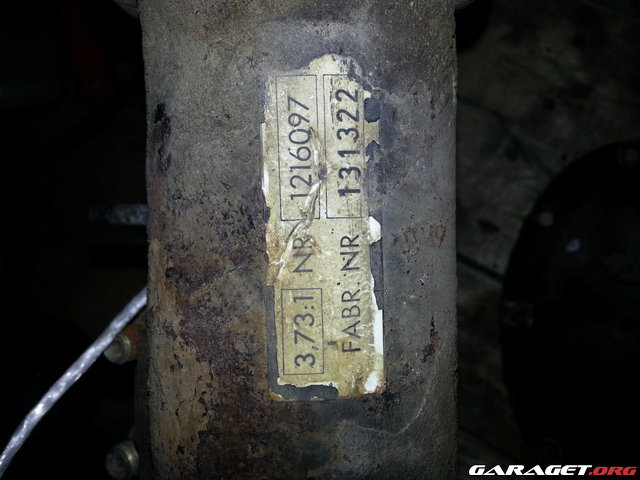 3,73:1 NR 1216097
FABR. NR 131322
GARAGET.ORG